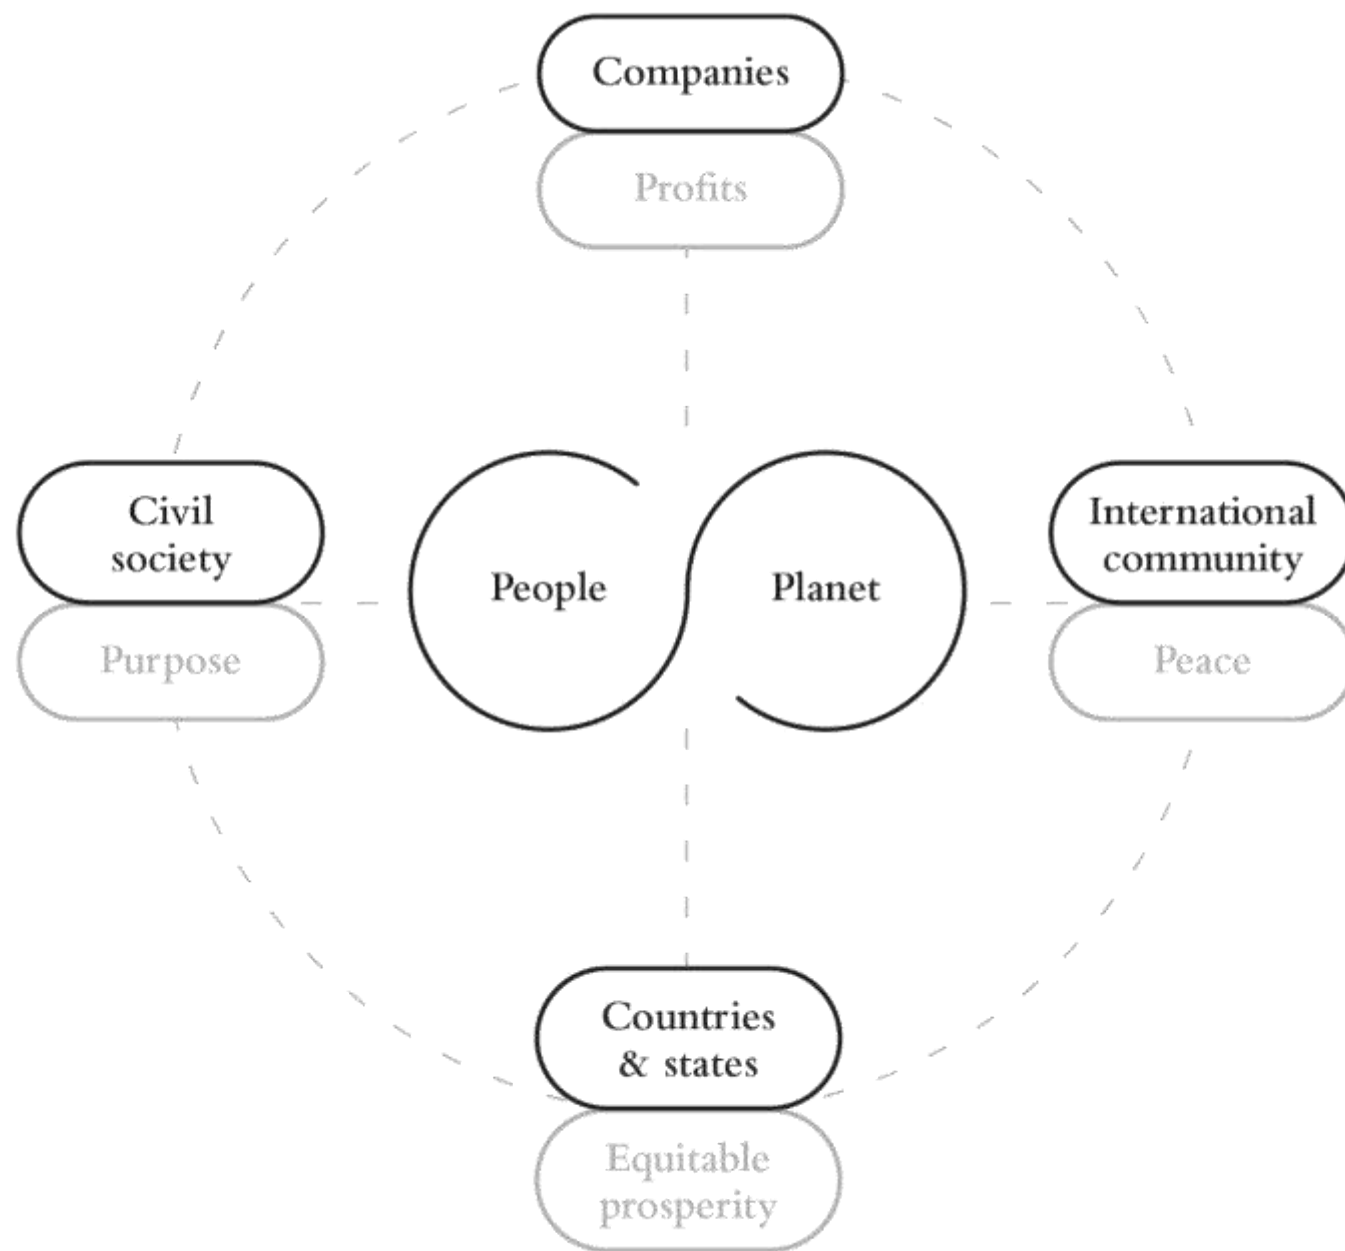 Companies
Profits
Civil
society
Purpose
People
Planet
International
community
Peace
Countries
& states
Equitable
prosperity